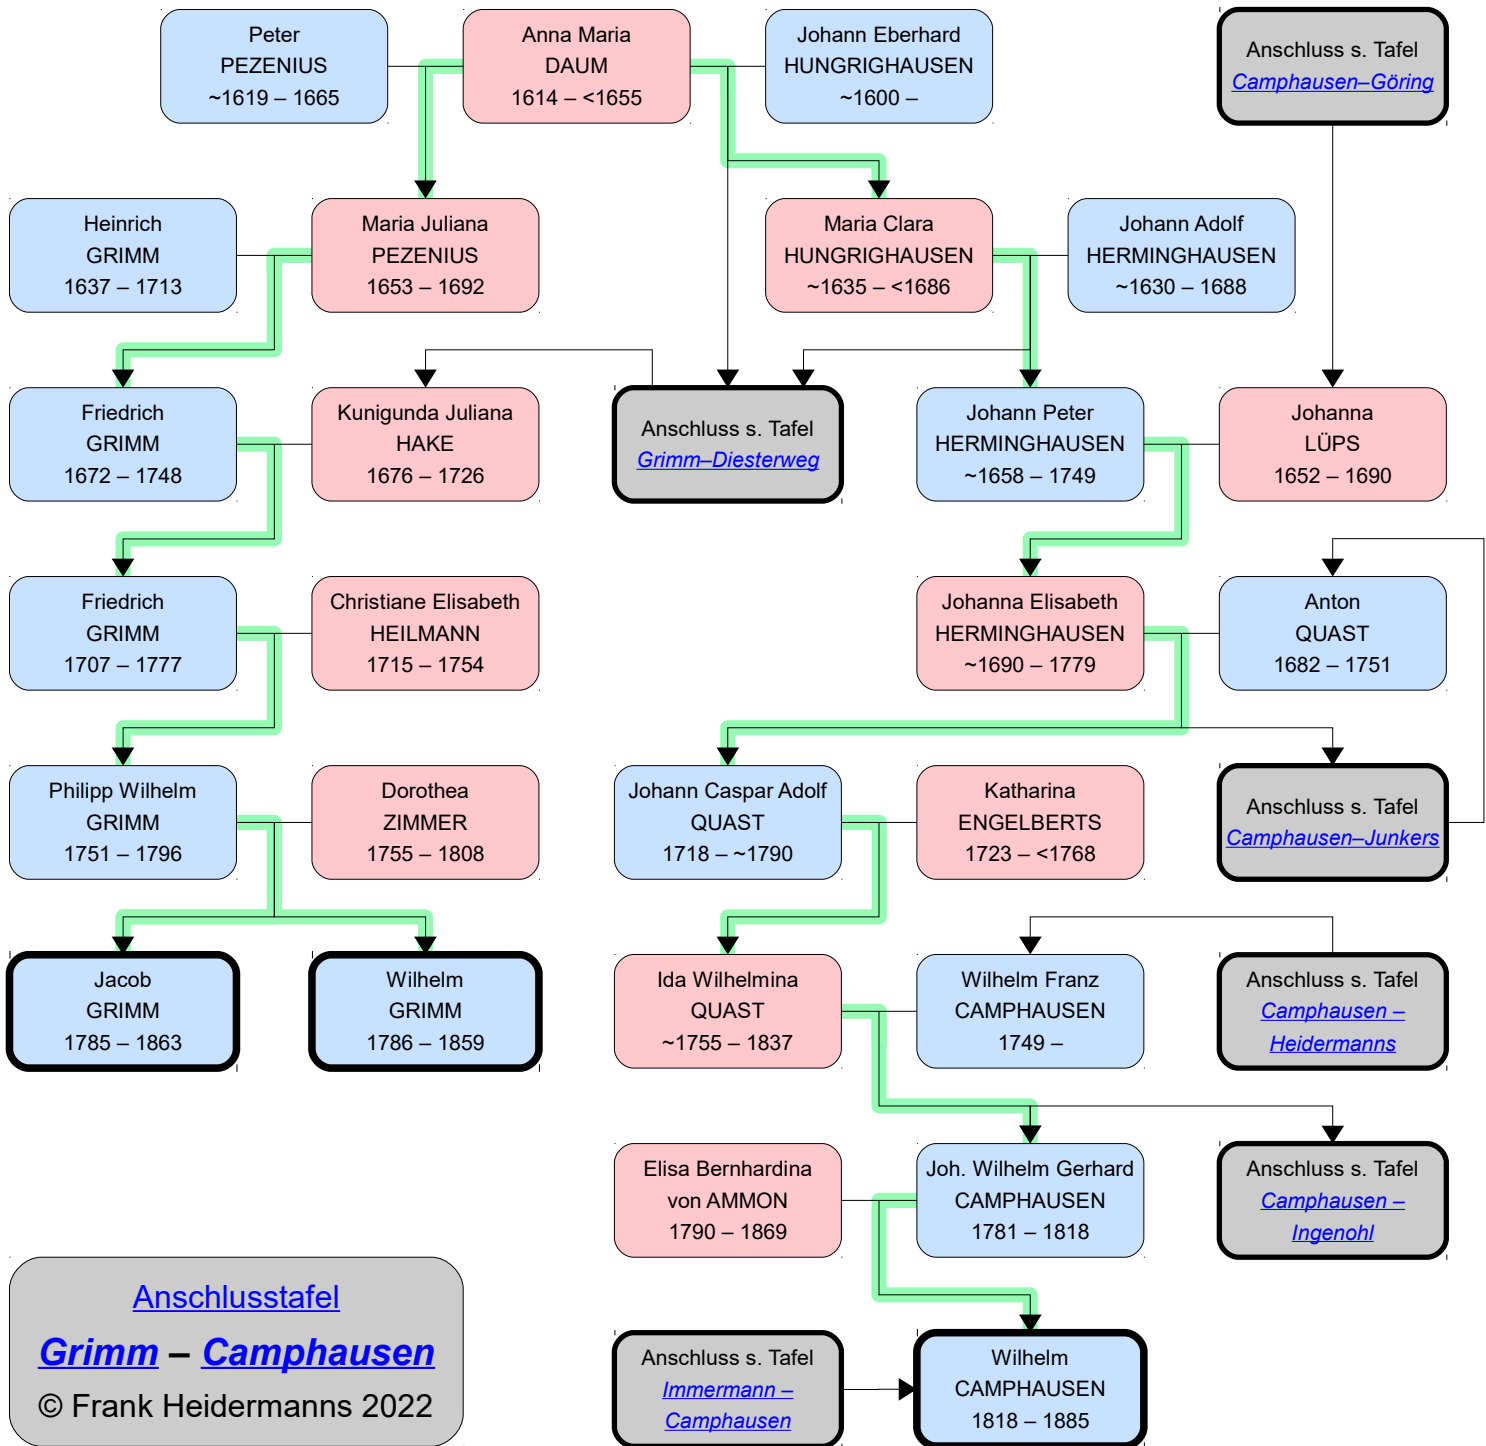 Peter
PEZENIUS
~1619 – 1665
Anna Maria
DAUM
1614 – <1655
Johann Eberhard
HUNGRIGHAUSEN
~1600 –
Anschluss s. Tafel
Camphausen–Göring
Heinrich
GRIMM
1637 – 1713
Maria Juliana
PEZENIUS
1653 – 1692
Maria Clara
HUNGRIGHAUSEN
~1635 – <1686
Johann Adolf
HERMINGHAUSEN
~1630 – 1688
Friedrich
GRIMM
1672 – 1748
Kunigunda Juliana
HAKE
1676 – 1726
Anschluss s. Tafel
Grimm–Diesterweg
Johann Peter
HERMINGHAUSEN
~1658 – 1749
Johanna
LÜPS
1652 – 1690
Friedrich
GRIMM
1707 – 1777
Christiane Elisabeth
HEILMANN
1715 – 1754
Johanna Elisabeth
HERMINGHAUSEN
~1690 – 1779
Anton
QUAST
1682 – 1751
Philipp Wilhelm
GRIMM
1751 – 1796
Dorothea
ZIMMER
1755 – 1808
Johann Caspar Adolf
QUAST
1718 – ~1790
Katharina
ENGELBERTS
1723 – <1768
Anschluss s. Tafel
Camphausen–Junkers
Jacob
GRIMM
1785 – 1863
Wilhelm
GRIMM
1786 – 1859
Ida Wilhelmina
QUAST
~1755 – 1837
Wilhelm Franz
CAMPHAUSEN
1749 –
Anschluss s. Tafel
Camphausen –
Heidermanns
Elisa Bernhardina
von AMMON
1790 – 1869
Joh. Wilhelm Gerhard
CAMPHAUSEN
1781 – 1818
Anschluss s. Tafel
Camphausen –
Ingenohl
Anschlusstafel
Grimm – Camphausen
© Frank Heidermanns 2022
Anschluss s. Tafel
Immermann –
Camphausen
Wilhelm
CAMPHAUSEN
1818 – 1885